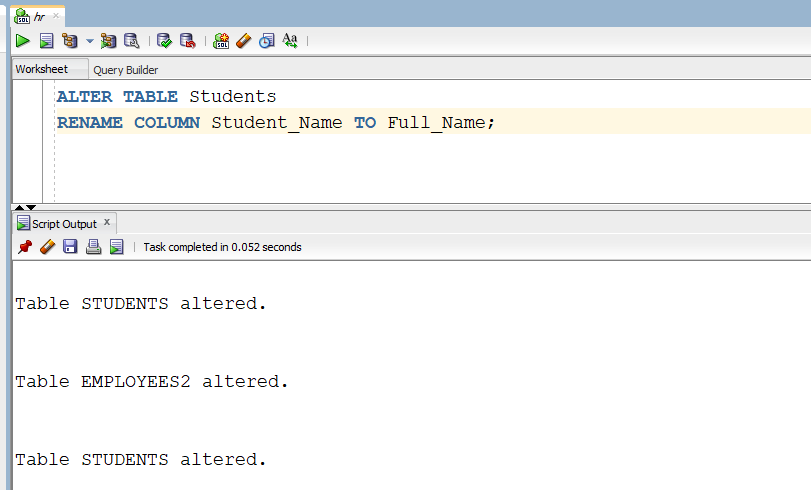 hr
Worksheet
Query Builder
ALTER TABLE Students
RENAME COLUMN Student_Name TO Full_Name;
Script Output
Task completed in 0.052 seconds
Table STUDENTS altered.
Table EMPLOYEES2 altered.
Table STUDENTS altered.